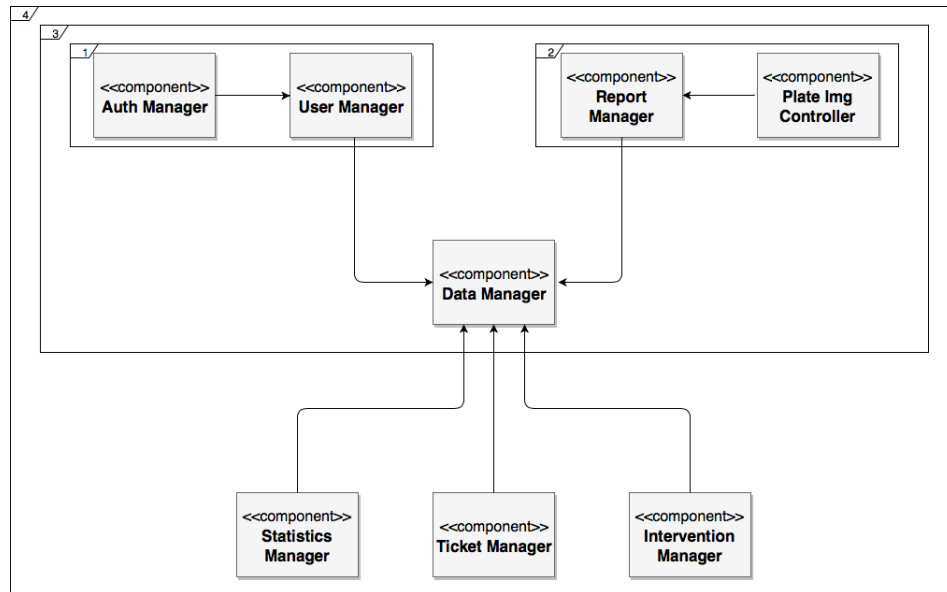 4
3
1
2
<<component>>
Auth Manager
<<component>>
User Manager
<<component>>
Report
Manager
<<component>>
Plate Img
Controller
<<component>>
Data Manager
<<component>>
Statistics
Manager
<<component>>
Ticket Manager
<<component>>
Intervention
Manager